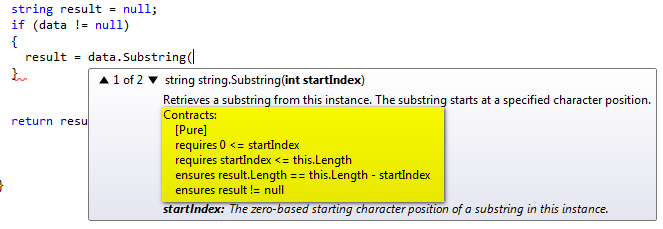 string result = null;
if (data != null)
{
result = data.Substring(
}
▲ 1 of 2 ▼ string string.Substring(int startIndex)
Retrieves a substring from this instance. The substring starts at a specified character position.
Contracts:
[Pure]
requires 0 <= startIndex
requires startIndex <= this.Length
ensures result.Length == this.Length - startIndex
ensures result != null
startIndex: The zero-based starting character position of a substring in this instance.
return resu
}